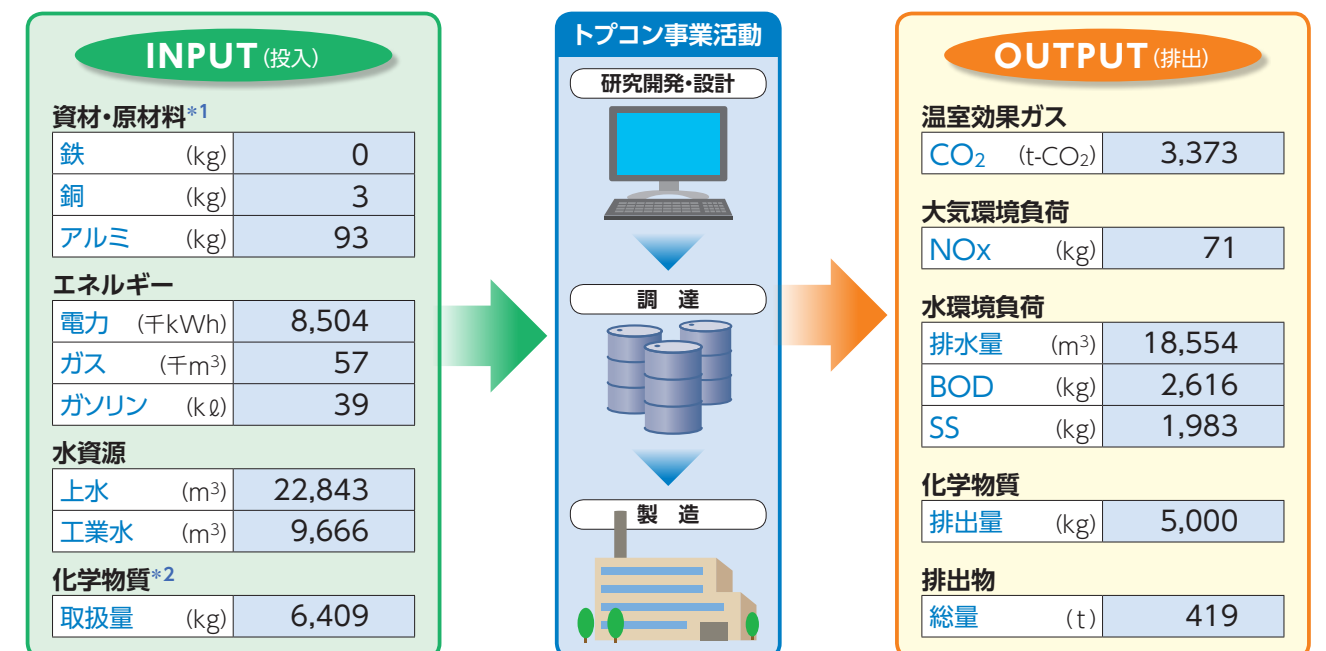 INPUT(投入)
資材・原材料*1
鉄 (kg) 0
銅 (kg) 3
アルミ (kg) 93
エネルギー
電力 (千kWh) 8,504
ガス (千m³) 57
ガソリン (kℓ) 39
水資源
上水 (m³) 22,843
工業水 (m³) 9,666
化学物質*2
取扱量 (kg) 6,409
トプコン事業活動
研究開発・設計
調 達
製 造
OUTPUT(排出)
温室効果ガス
CO₂ (t-CO₂) 3,373
大気環境負荷
NOx (kg) 71
水環境負荷
排水量 (m³) 18,554
BOD (kg) 2,616
SS (kg) 1,983
化学物質
排出量 (kg) 5,000
排出物
総量 (t) 419